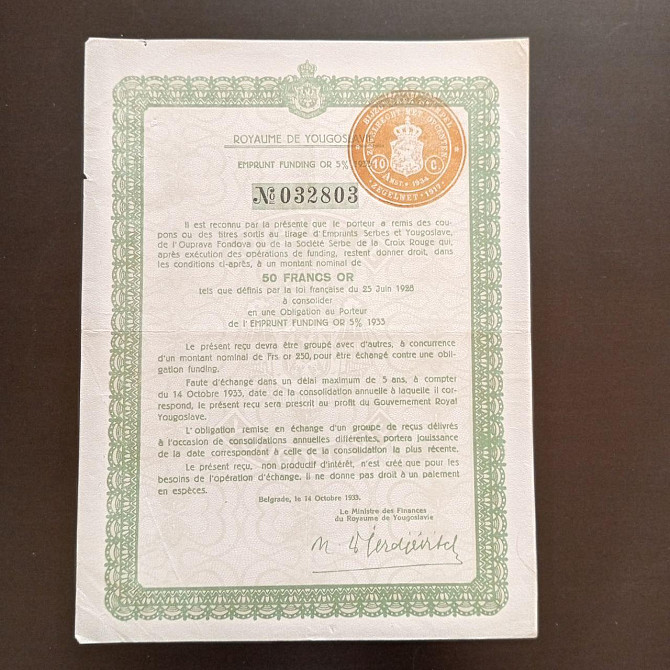 ROYAUME DE YOUGOSLAVIE
EMPRUNT FUNDING OR 5% 1933
№ 032803
Il est reconnu par la présente que le porteur a remis des cou-
pons ou des titres sortis au tirage d'Emprunts Serbes et Yougoslave,
de l'Ouprava Fondova ou de la Société Serbe de la Croix Rouge qui,
après exécution des opérations de funding, restent donner droit, dans
les conditions ci-après, à un montant nominal de
50 FRANCS OR
tels que définis par la loi française du 25 Juin 1928
à consolider
en une Obligation au Porteur
de l'EMPRUNT FUNDING OR 5% 1933
Le présent reçu devra être groupé avec d'autres, à concurrence
d'un montant nominal de Frs or 250, pour être échangé contre une obli-
gation funding.
Faute d'échange dans un délai maximum de 5 ans, à compter
du 14 Octobre 1933, date de la consolidation annuelle à laquelle il cor-
respond, le présent reçu sera prescrit au profit du Gouvernement Royal
Yougoslave.
L'obligation remise en échange d'un groupe de reçus délivrés
à l'occasion de consolidations annuelles différentes, portera jouissance
de la date correspondant à celle de la consolidation la plus récente.
Le présent reçu, non productif d'intérêt, n'est créé que pour les
besoins de l'opération d'échange. Il ne donne pas droit à un paiement
en espèces.
Belgrade, le 14 Octobre 1933.
Le Ministre des Finances
du Royaume de Yougoslavie
10 C
AMST. 1934
ZEGELWET 1917